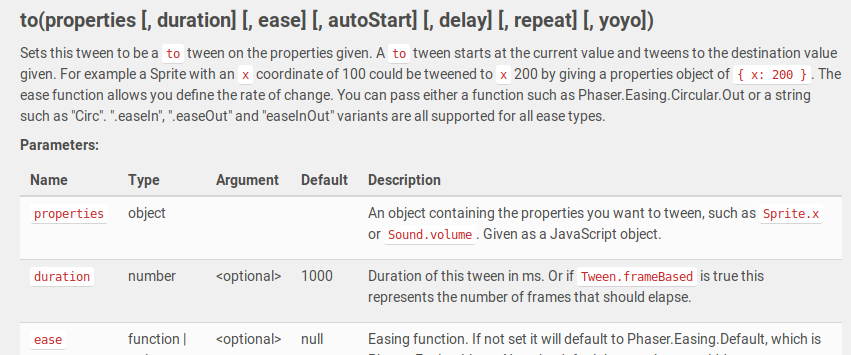 to(properties [, duration] [, ease] [, autoStart] [, delay] [, repeat] [, yoyo])
Sets this tween to be a to tween on the properties given. A to tween starts at the current value and tweens to the destination value
given. For example a Sprite with an x coordinate of 100 could be tweened to x 200 by giving a properties object of { x: 200 } . The
ease function allows you define the rate of change. You can pass either a function such as Phaser.Easing.Circular.Out or a string
such as "Circ". ".easeIn", ".easeOut" and "easeInOut" variants are all supported for all ease types.
Parameters:
Name Type Argument Default Description
properties object An object containing the properties you want to tween, such as Sprite.x
or Sound.volume . Given as a JavaScript object.
duration number <optional> 1000 Duration of this tween in ms. Or if Tween.frameBased is true this
represents the number of frames that should elapse.
ease function | <optional> null Easing function. If not set it will default to Phaser.Easing.Default, which is